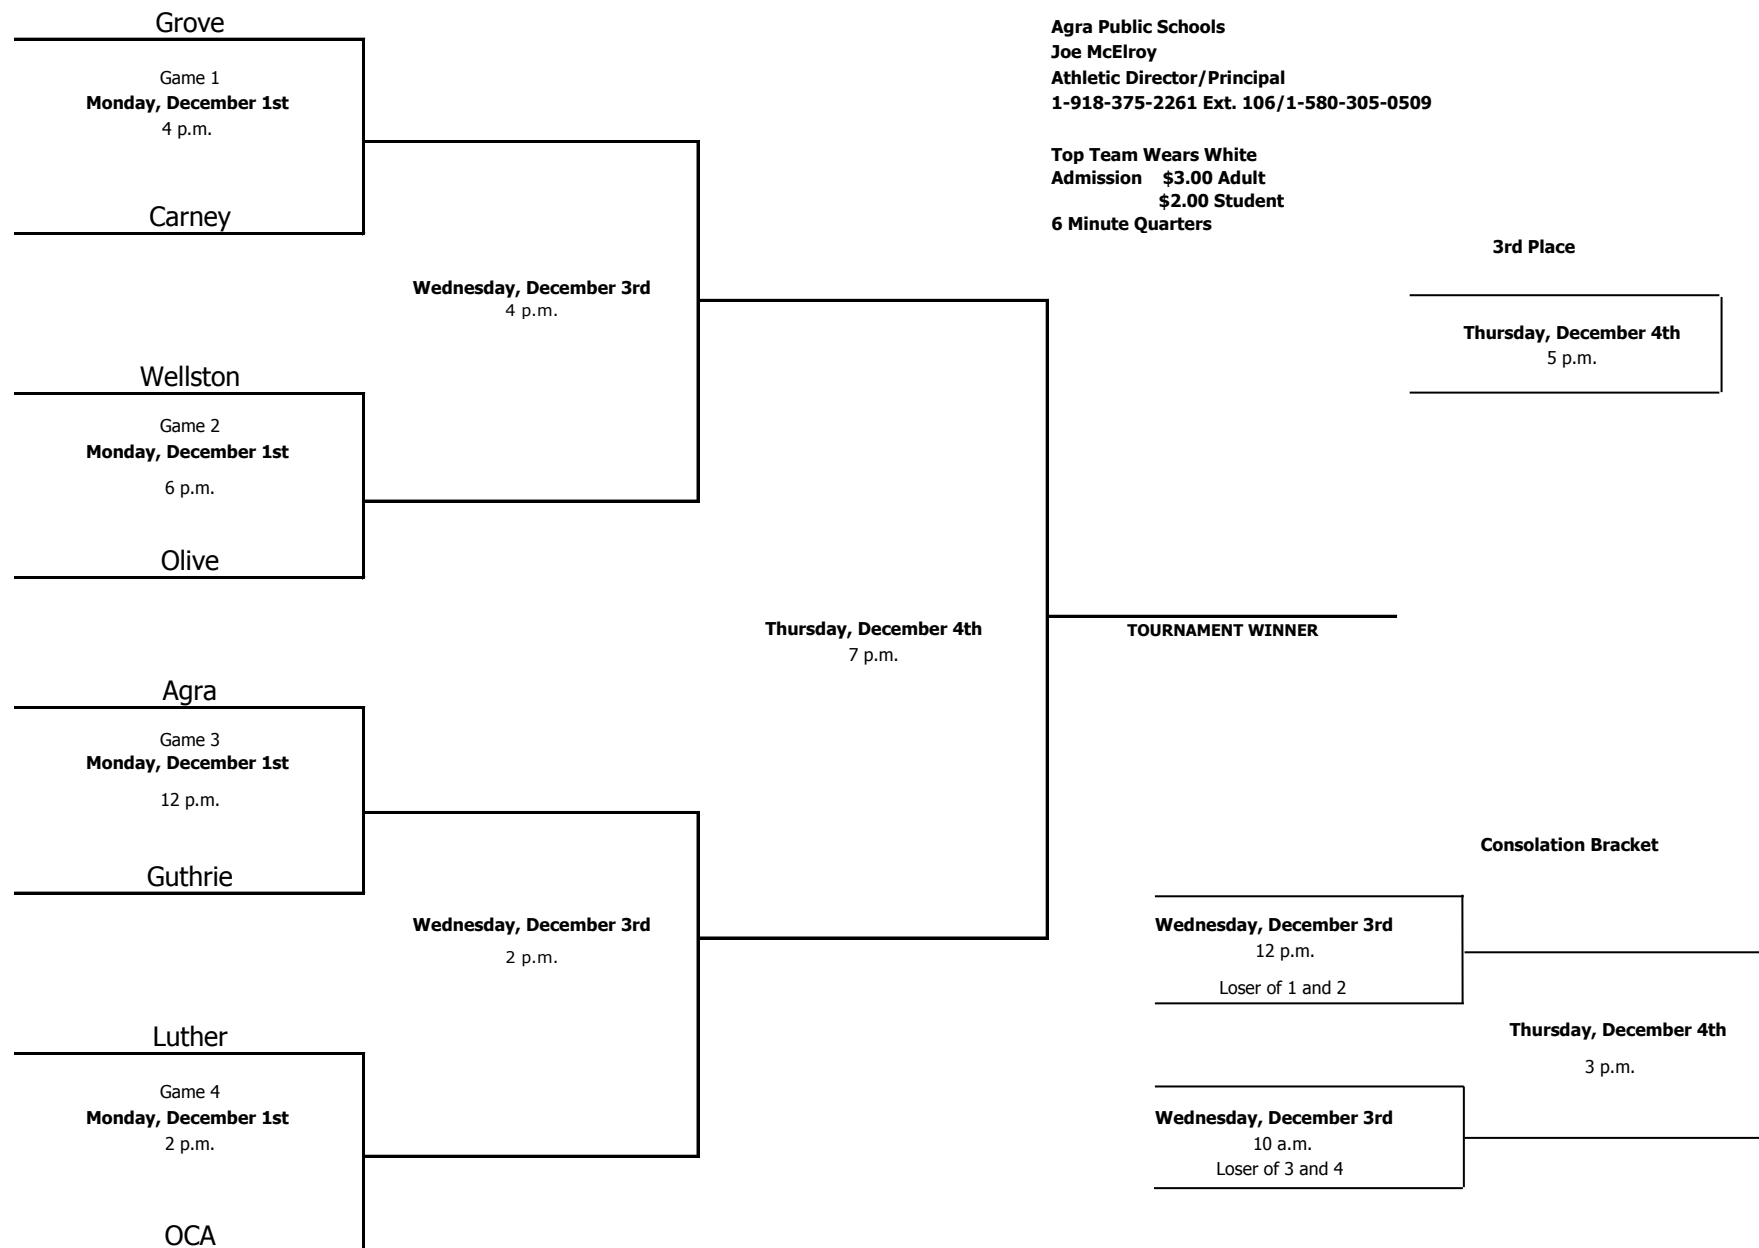 Grove
Game 1
Monday, December 1st
4 p.m.
Carney
Wellston
Game 2
Monday, December 1st
6 p.m.
Olive
Agra
Game 3
Monday, December 1st
12 p.m.
Guthrie
Luther
Game 4
Monday, December 1st
2 p.m.
OCA
Wednesday, December 3rd
4 p.m.
Wednesday, December 3rd
2 p.m.
Thursday, December 4th
7 p.m.
TOURNAMENT WINNER
Agra Public Schools
Joe McElroy
Athletic Director/Principal
1-918-375-2261 Ext. 106/1-580-305-0509
Top Team Wears White
Admission $3.00 Adult
$2.00 Student
6 Minute Quarters
3rd Place
Thursday, December 4th
5 p.m.
Consolation Bracket
Wednesday, December 3rd
12 p.m.
Loser of 1 and 2
Wednesday, December 3rd
10 a.m.
Loser of 3 and 4
Thursday, December 4th
3 p.m.